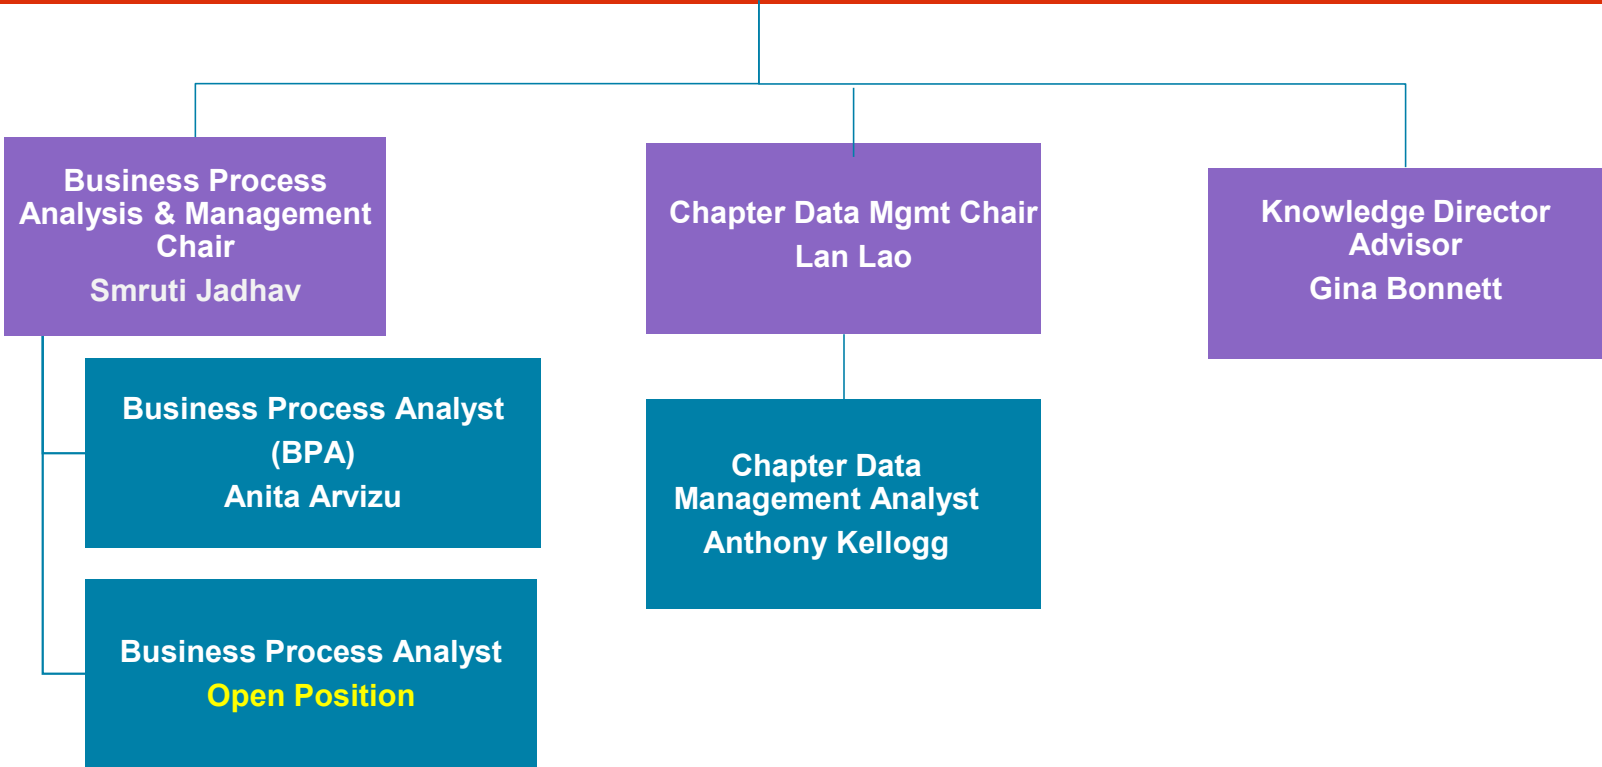 Business Process
Analysis & Management
Chair
Smruti Jadhav
Chapter Data Mgmt Chair
Lan Lao
Knowledge Director
Advisor
Gina Bonnett
Business Process Analyst
(BPA)
Anita Arvizu
Chapter Data
Management Analyst
Anthony Kellogg
Business Process Analyst
Open Position